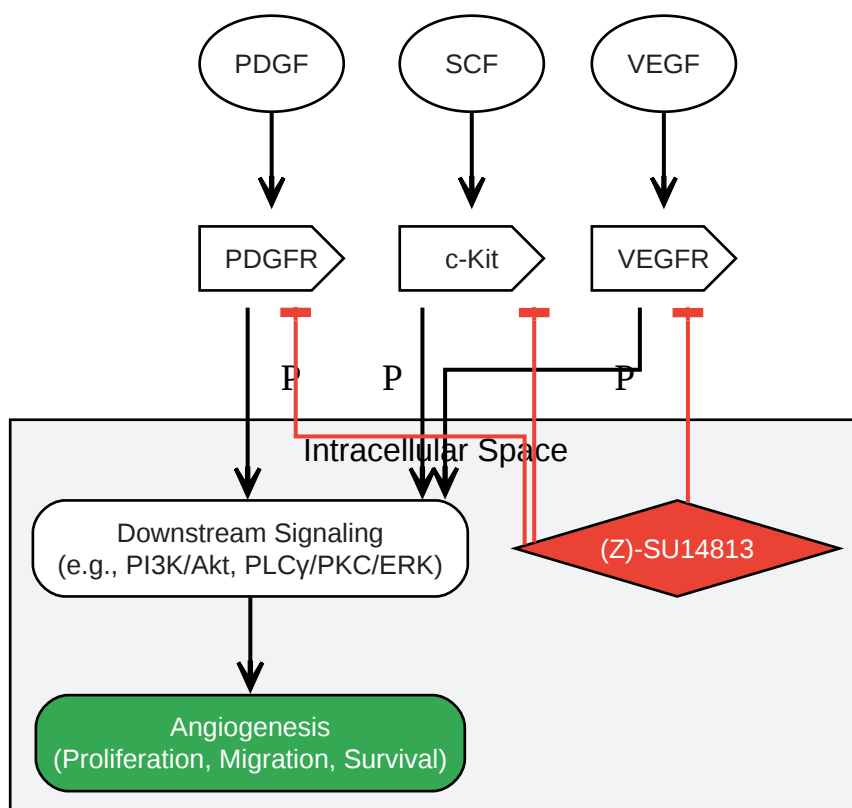 PDGF
SCF
VEGF
PDGFR
c-Kit
VEGFR
P
P
P
Intracellular Space
Downstream Signaling
(e.g., PI3K/Akt, PLCγ/PKC/ERK)
(Z)-SU14813
Angiogenesis
(Proliferation, Migration, Survival)